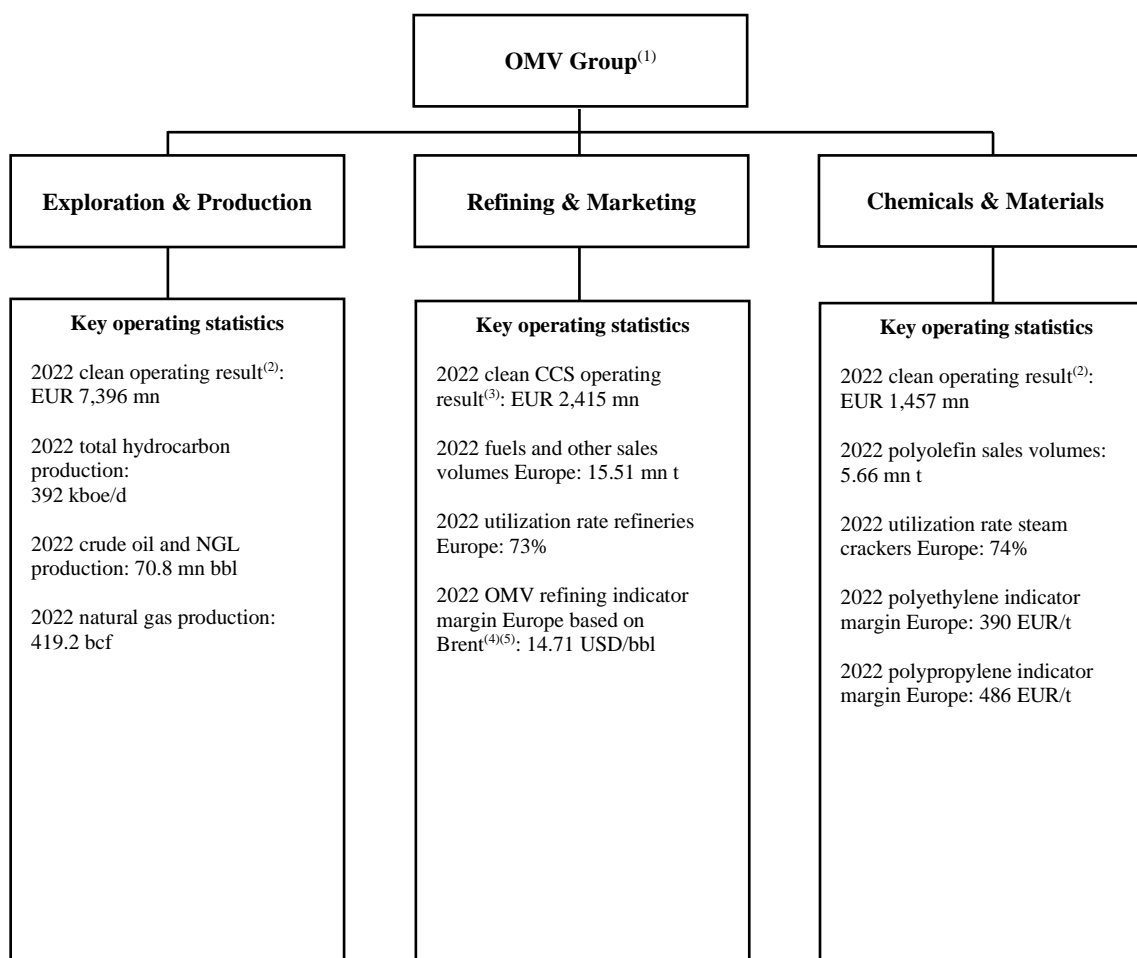 OMV Group(1)
Exploration & Production
Refining & Marketing
Chemicals & Materials
Key operating statistics
2022 clean operating result(2):
EUR 7,396 mn
2022 total hydrocarbon
production:
392 kboe/d
2022 crude oil and NGL
production: 70.8 mn bbl
2022 natural gas production:
419.2 bcf
Key operating statistics
2022 clean CCS operating
result(3): EUR 2,415 mn
2022 fuels and other sales
volumes Europe: 15.51 mn t
2022 utilization rate refineries
Europe: 73%
2022 OMV refining indicator
margin Europe based on
Brent(4)(5): 14.71 USD/bbl
Key operating statistics
2022 clean operating result(2):
EUR 1,457 mn
2022 polyolefin sales volumes:
5.66 mn t
2022 utilization rate steam
crackers Europe: 74%
2022 polyethylene indicator
margin Europe: 390 EUR/t
2022 polypropylene indicator
margin Europe: 486 EUR/t